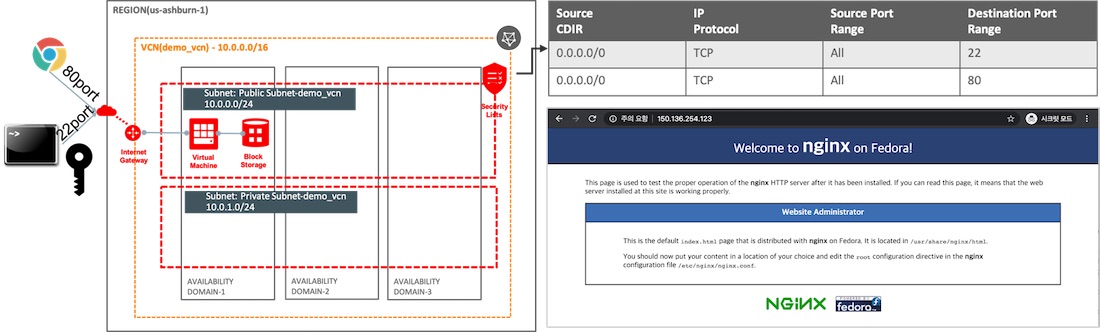 REGION(us-ashburn-1)
VCN(demo_vcn) - 10.0.0.0/16
80port
22port
>_
Internet
Gateway
Subnet: Public Subnet-demo_vcn
10.0.0.0/24
Virtual
Machine
Block
Storage
Security
Lists
Subnet: Private Subnet-demo_vcn
10.0.1.0/24
AVAILABILITY
DOMAIN-1
AVAILABILITY
DOMAIN-2
AVAILABILITY
DOMAIN-3
Source CDIR IP Protocol Source Port Range Destination Port Range
0.0.0.0/0 TCP All 22
0.0.0.0/0 TCP All 80
주의 요함 150.136.254.123 시크릿 모드
Welcome to nginx on Fedora!
This page is used to test the proper operation of the nginx HTTP server after it has been installed. If you can read this page, it means that the web
server installed at this site is working properly.
Website Administrator
This is the default index.html page that is distributed with nginx on Fedora. It is located in /usr/share/nginx/html.
You should now put your content in a location of your choice and edit the root configuration directive in the nginx
configuration file /etc/nginx/nginx.conf.
NGINX
fedora